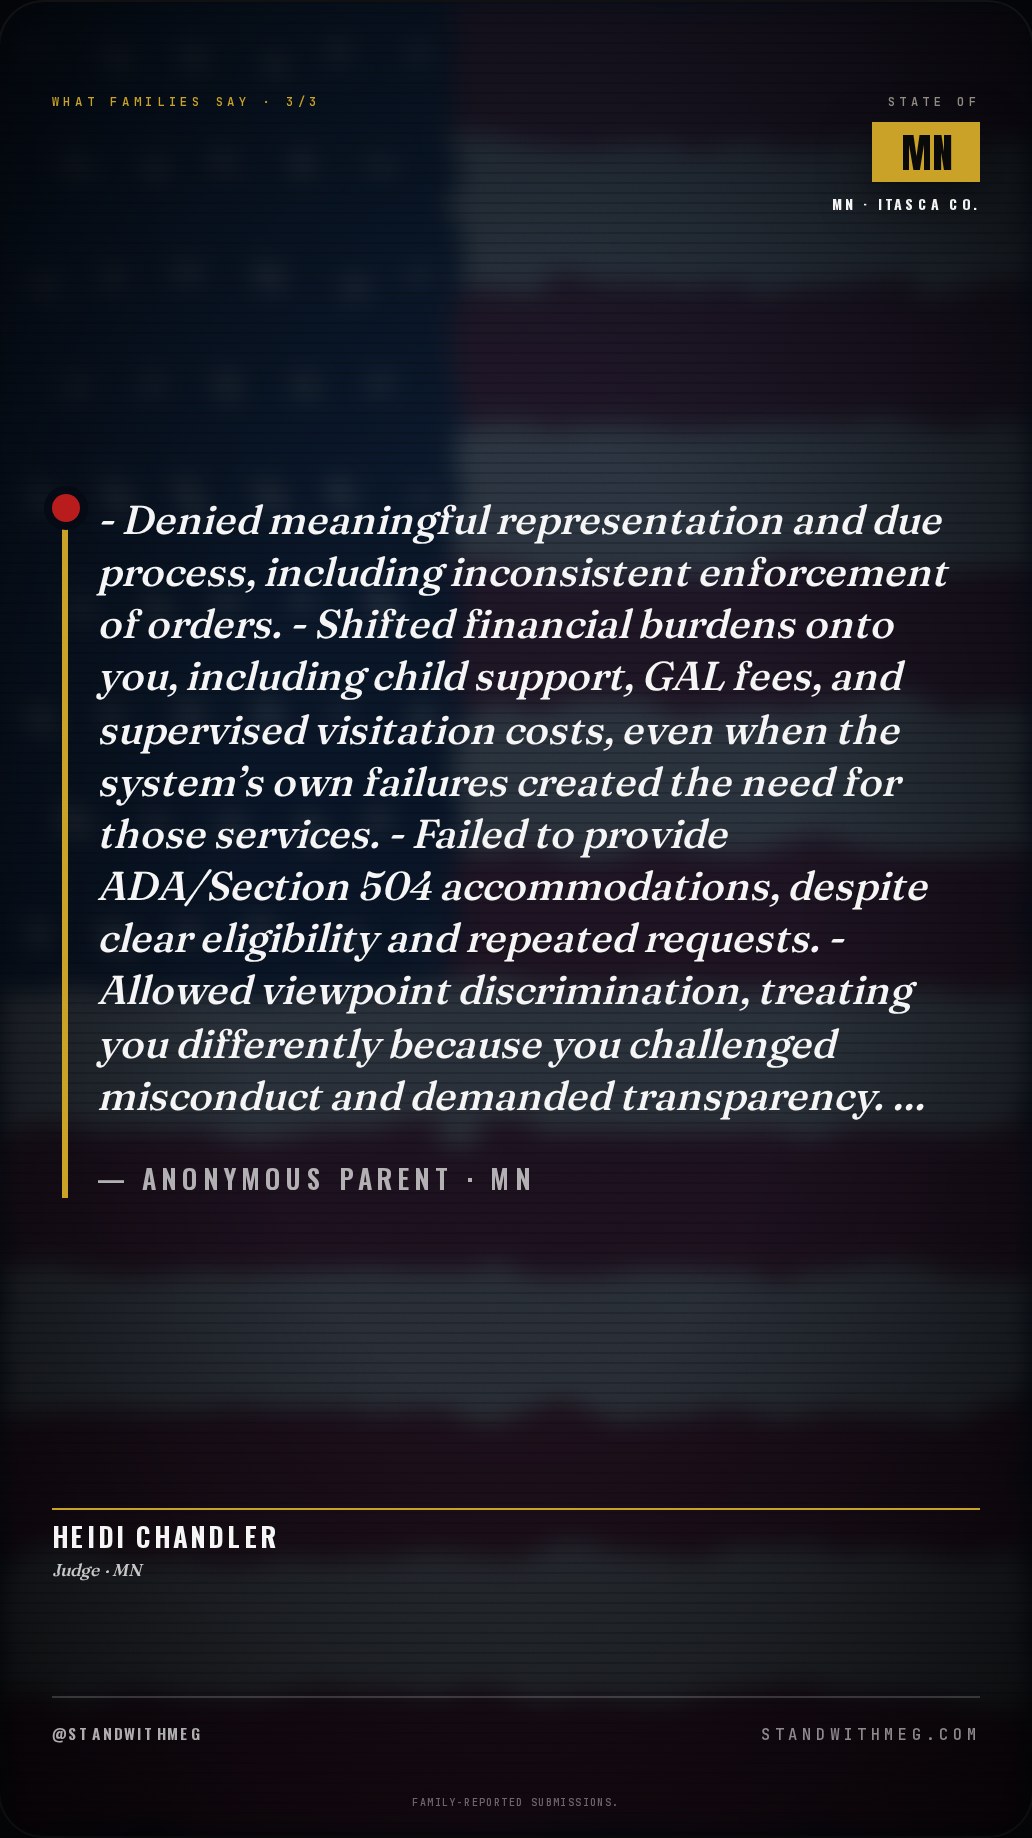 WHAT FAMILIES SAY · 3/3
STATE OF
MN
MN · ITASCA CO.
- Denied meaningful representation and due
process, including inconsistent enforcement
of orders. - Shifted financial burdens onto
you, including child support, GAL fees, and
supervised visitation costs, even when the
system’s own failures created the need for
those services. - Failed to provide
ADA/Section 504 accommodations, despite
clear eligibility and repeated requests. -
Allowed viewpoint discrimination, treating
you differently because you challenged
misconduct and demanded transparency. ...
— ANONYMOUS PARENT · MN
HEIDI CHANDLER
Judge · MN
@STANDWITHMEG
STANDWITHMEG.COM
FAMILY-REPORTED SUBMISSIONS.